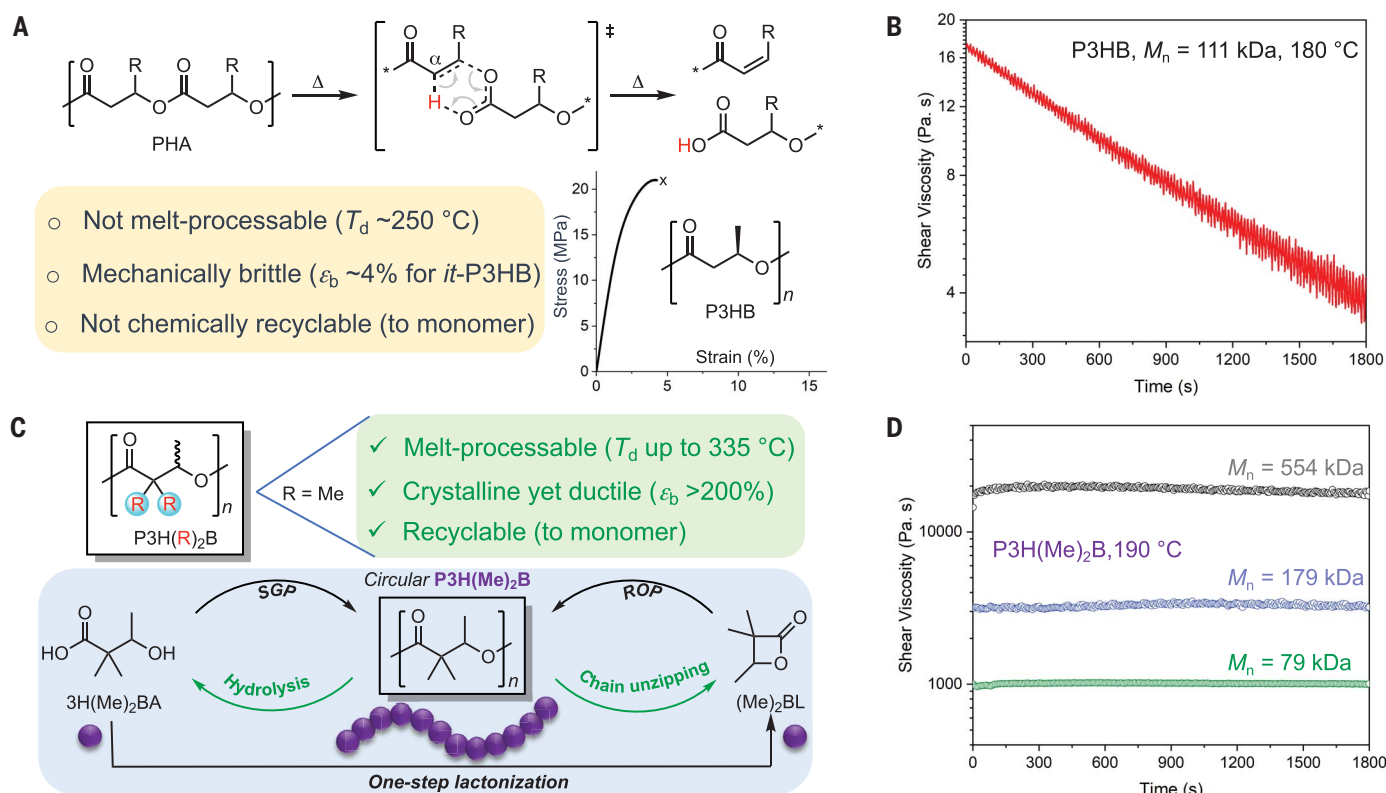 A
O
R
O
R
O
O
n
PHA
Δ
‡
O
R
α
*
H
O
O
R
O
*
Δ
O
R
*
O
R
HO
O
*
Not melt-processable (Td ~250 °C)
Mechanically brittle (εb ~4% for it-P3HB)
Not chemically recyclable (to monomer)
Stress (MPa)
20
15
10
5
0
x
O
O
n
P3HB
Strain (%)
0 5 10 15
B
P3HB, Mn = 111 kDa, 180 °C
Shear Viscosity (Pa. s)
20
16
12
8
4
0 300 600 900 1200 1500 1800
Time (s)
C
O
O
R R
n
P3H(R)2B
R = Me
✓ Melt-processable (Td up to 335 °C)
✓ Crystalline yet ductile (εb >200%)
✓ Recyclable (to monomer)
Circular P3H(Me)2B
SGP
ROP
O
HO OH
3H(Me)2BA
Hydrolysis
O
O
n
Chain unzipping
O
O
(Me)2BL
One-step lactonization
D
Mn = 554 kDa
P3H(Me)2B,190 °C
Mn = 179 kDa
Mn = 79 kDa
Shear Viscosity (Pa. s)
10000
1000
0 300 600 900 1200 1500 1800
Time (s)